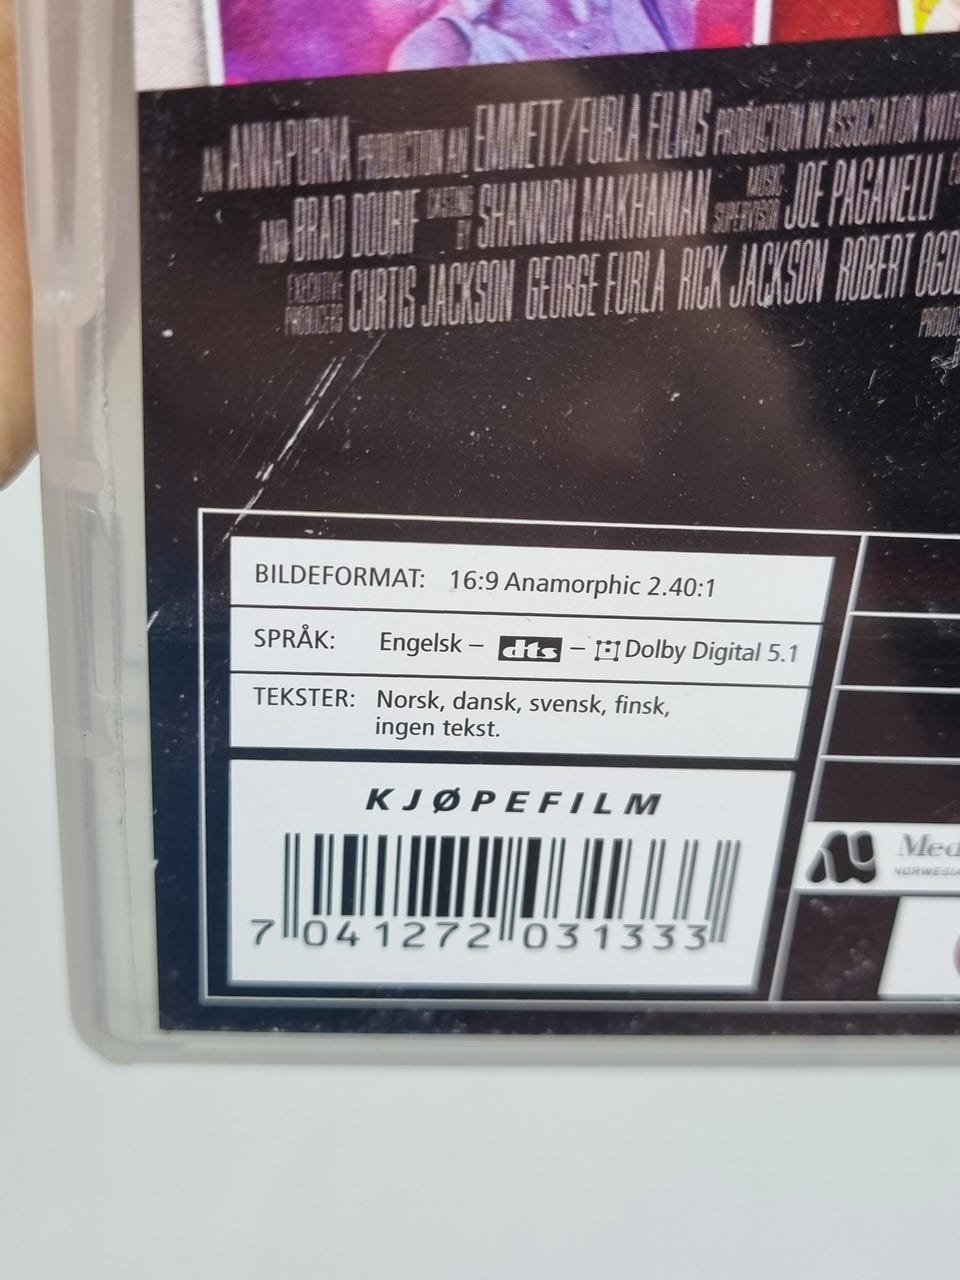 AN ANNAPURNA PRODUCTION AN EMMETT/FURLA FILMS PRODUCTION IN ASSOCIATION WITH
AND BRAD DOURIF CASTING BY SHANNON MAKHANIAN MUSIC SUPERVISOR JOE PAGANELLI
EXECUTIVE PRODUCERS CURTIS JACKSON GEORGE FURLA RICK JACKSON ROBERT
BILDEFORMAT: 16:9 Anamorphic 2.40:1
SPRÅK: Engelsk – dts – Dolby Digital 5.1
TEKSTER: Norsk, dansk, svensk, finsk,
ingen tekst.
KJØPEFILM
7 041272 031333